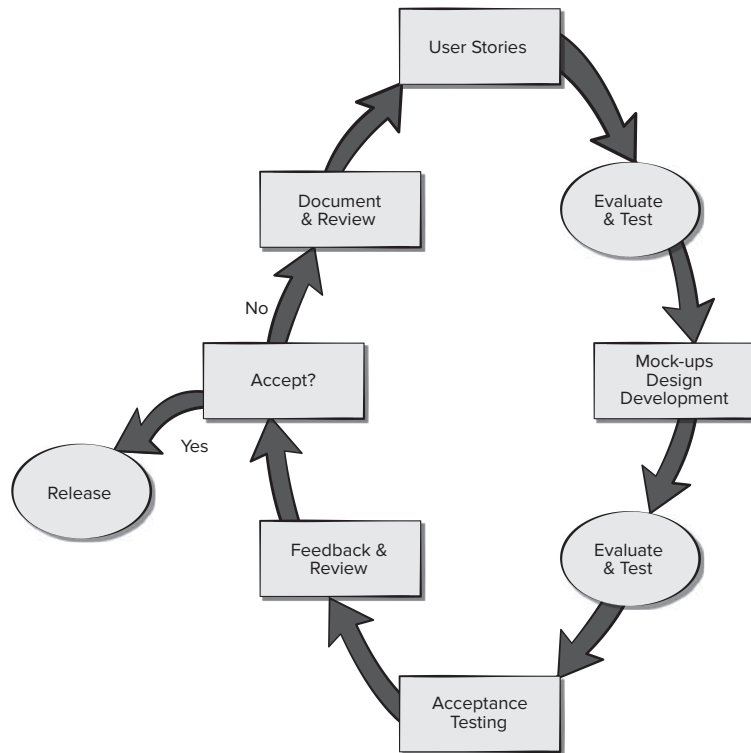 User Stories
Evaluate
& Test
Mock-ups
Design
Development
Evaluate
& Test
Acceptance
Testing
Feedback &
Review
Accept?
Yes
Release
No
Document
& Review